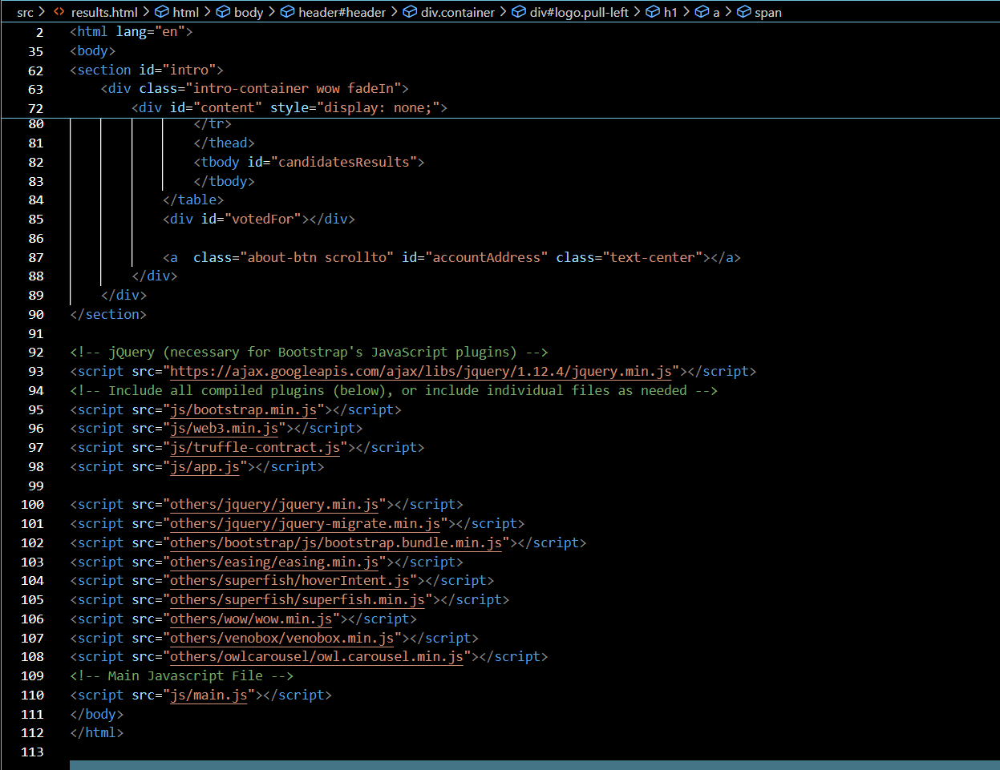 src > <> results.html > html > body > header#header > div.container > div#logo.pull-left > h1 > a > span
2 <html lang="en">
35 <body>
62 <section id="intro">
63 <div class="intro-container wow fadeIn">
72 <div id="content" style="display: none;">
80 </tr>
81 </thead>
82 <tbody id="candidatesResults">
83 </tbody>
84 </table>
85 <div id="votedFor"></div>
86
87 <a  class="about-btn scrollto" id="accountAddress" class="text-center"></a>
88 </div>
89 </div>
90 </section>
91
92 <!-- jQuery (necessary for Bootstrap's JavaScript plugins) -->
93 <script src="https://ajax.googleapis.com/ajax/libs/jquery/1.12.4/jquery.min.js"></script>
94 <!-- Include all compiled plugins (below), or include individual files as needed -->
95 <script src="js/bootstrap.min.js"></script>
96 <script src="js/web3.min.js"></script>
97 <script src="js/truffle-contract.js"></script>
98 <script src="js/app.js"></script>
99
100 <script src="others/jquery/jquery.min.js"></script>
101 <script src="others/jquery/jquery-migrate.min.js"></script>
102 <script src="others/bootstrap/js/bootstrap.bundle.min.js"></script>
103 <script src="others/easing/easing.min.js"></script>
104 <script src="others/superfish/hoverIntent.js"></script>
105 <script src="others/superfish/superfish.min.js"></script>
106 <script src="others/wow/wow.min.js"></script>
107 <script src="others/venobox/venobox.min.js"></script>
108 <script src="others/owlcarousel/owl.carousel.min.js"></script>
109 <!-- Main Javascript File -->
110 <script src="js/main.js"></script>
111 </body>
112 </html>
113